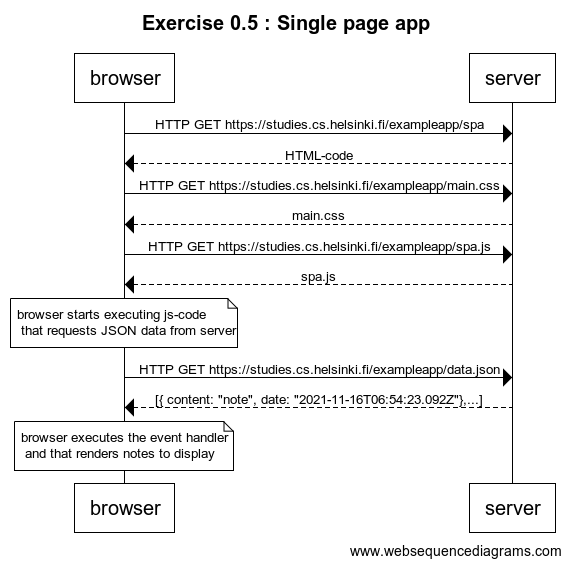 Exercise 0.5 : Single page app
browser
server
HTTP GET https://studies.cs.helsinki.fi/exampleapp/spa
HTML-code
HTTP GET https://studies.cs.helsinki.fi/exampleapp/main.css
main.css
HTTP GET https://studies.cs.helsinki.fi/exampleapp/spa.js
spa.js
browser starts executing js-code
that requests JSON data from server
HTTP GET https://studies.cs.helsinki.fi/exampleapp/data.json
[{ content: "note", date: "2021-11-16T06:54:23.092Z"},...]
browser executes the event handler
and that renders notes to display
browser
server
www.websequencediagrams.com